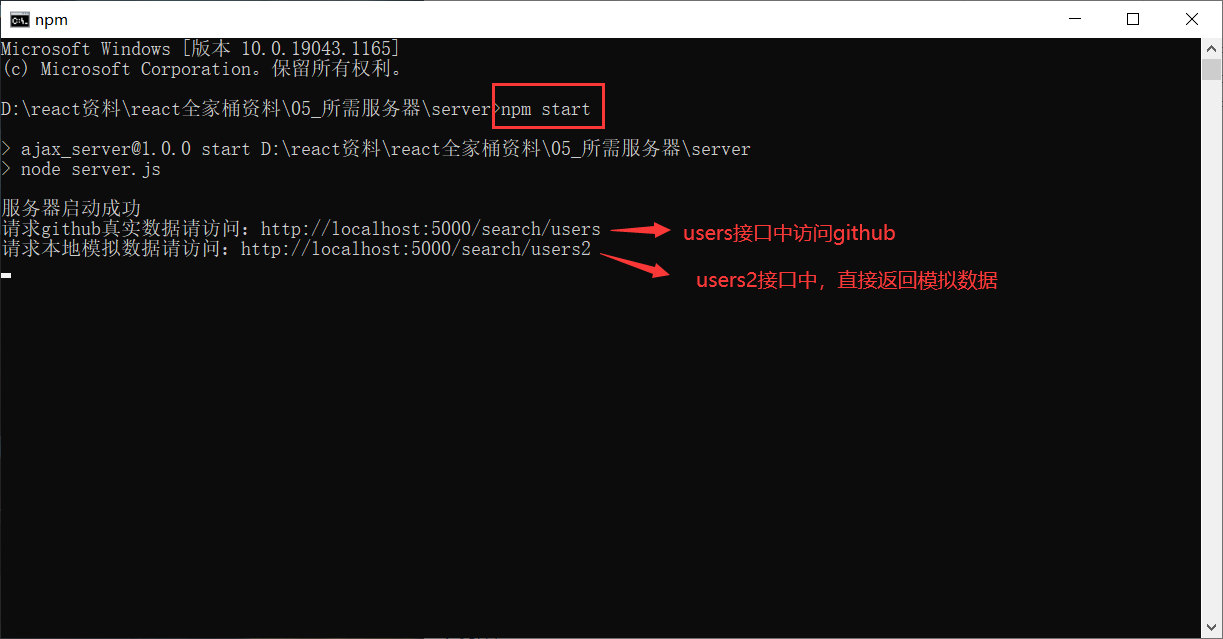 npm
Microsoft Windows [版本 10.0.19043.1165]
(c) Microsoft Corporation。保留所有权利。
D:\react资料\react全家桶资料\05_所需服务器\server>npm start
> ajax_server@1.0.0 start D:\react资料\react全家桶资料\05_所需服务器\server
> node server.js
服务器启动成功
请求github真实数据请访问：http://localhost:5000/search/users
users接口中访问github
请求本地模拟数据请访问：http://localhost:5000/search/users2
users2接口中，直接返回模拟数据